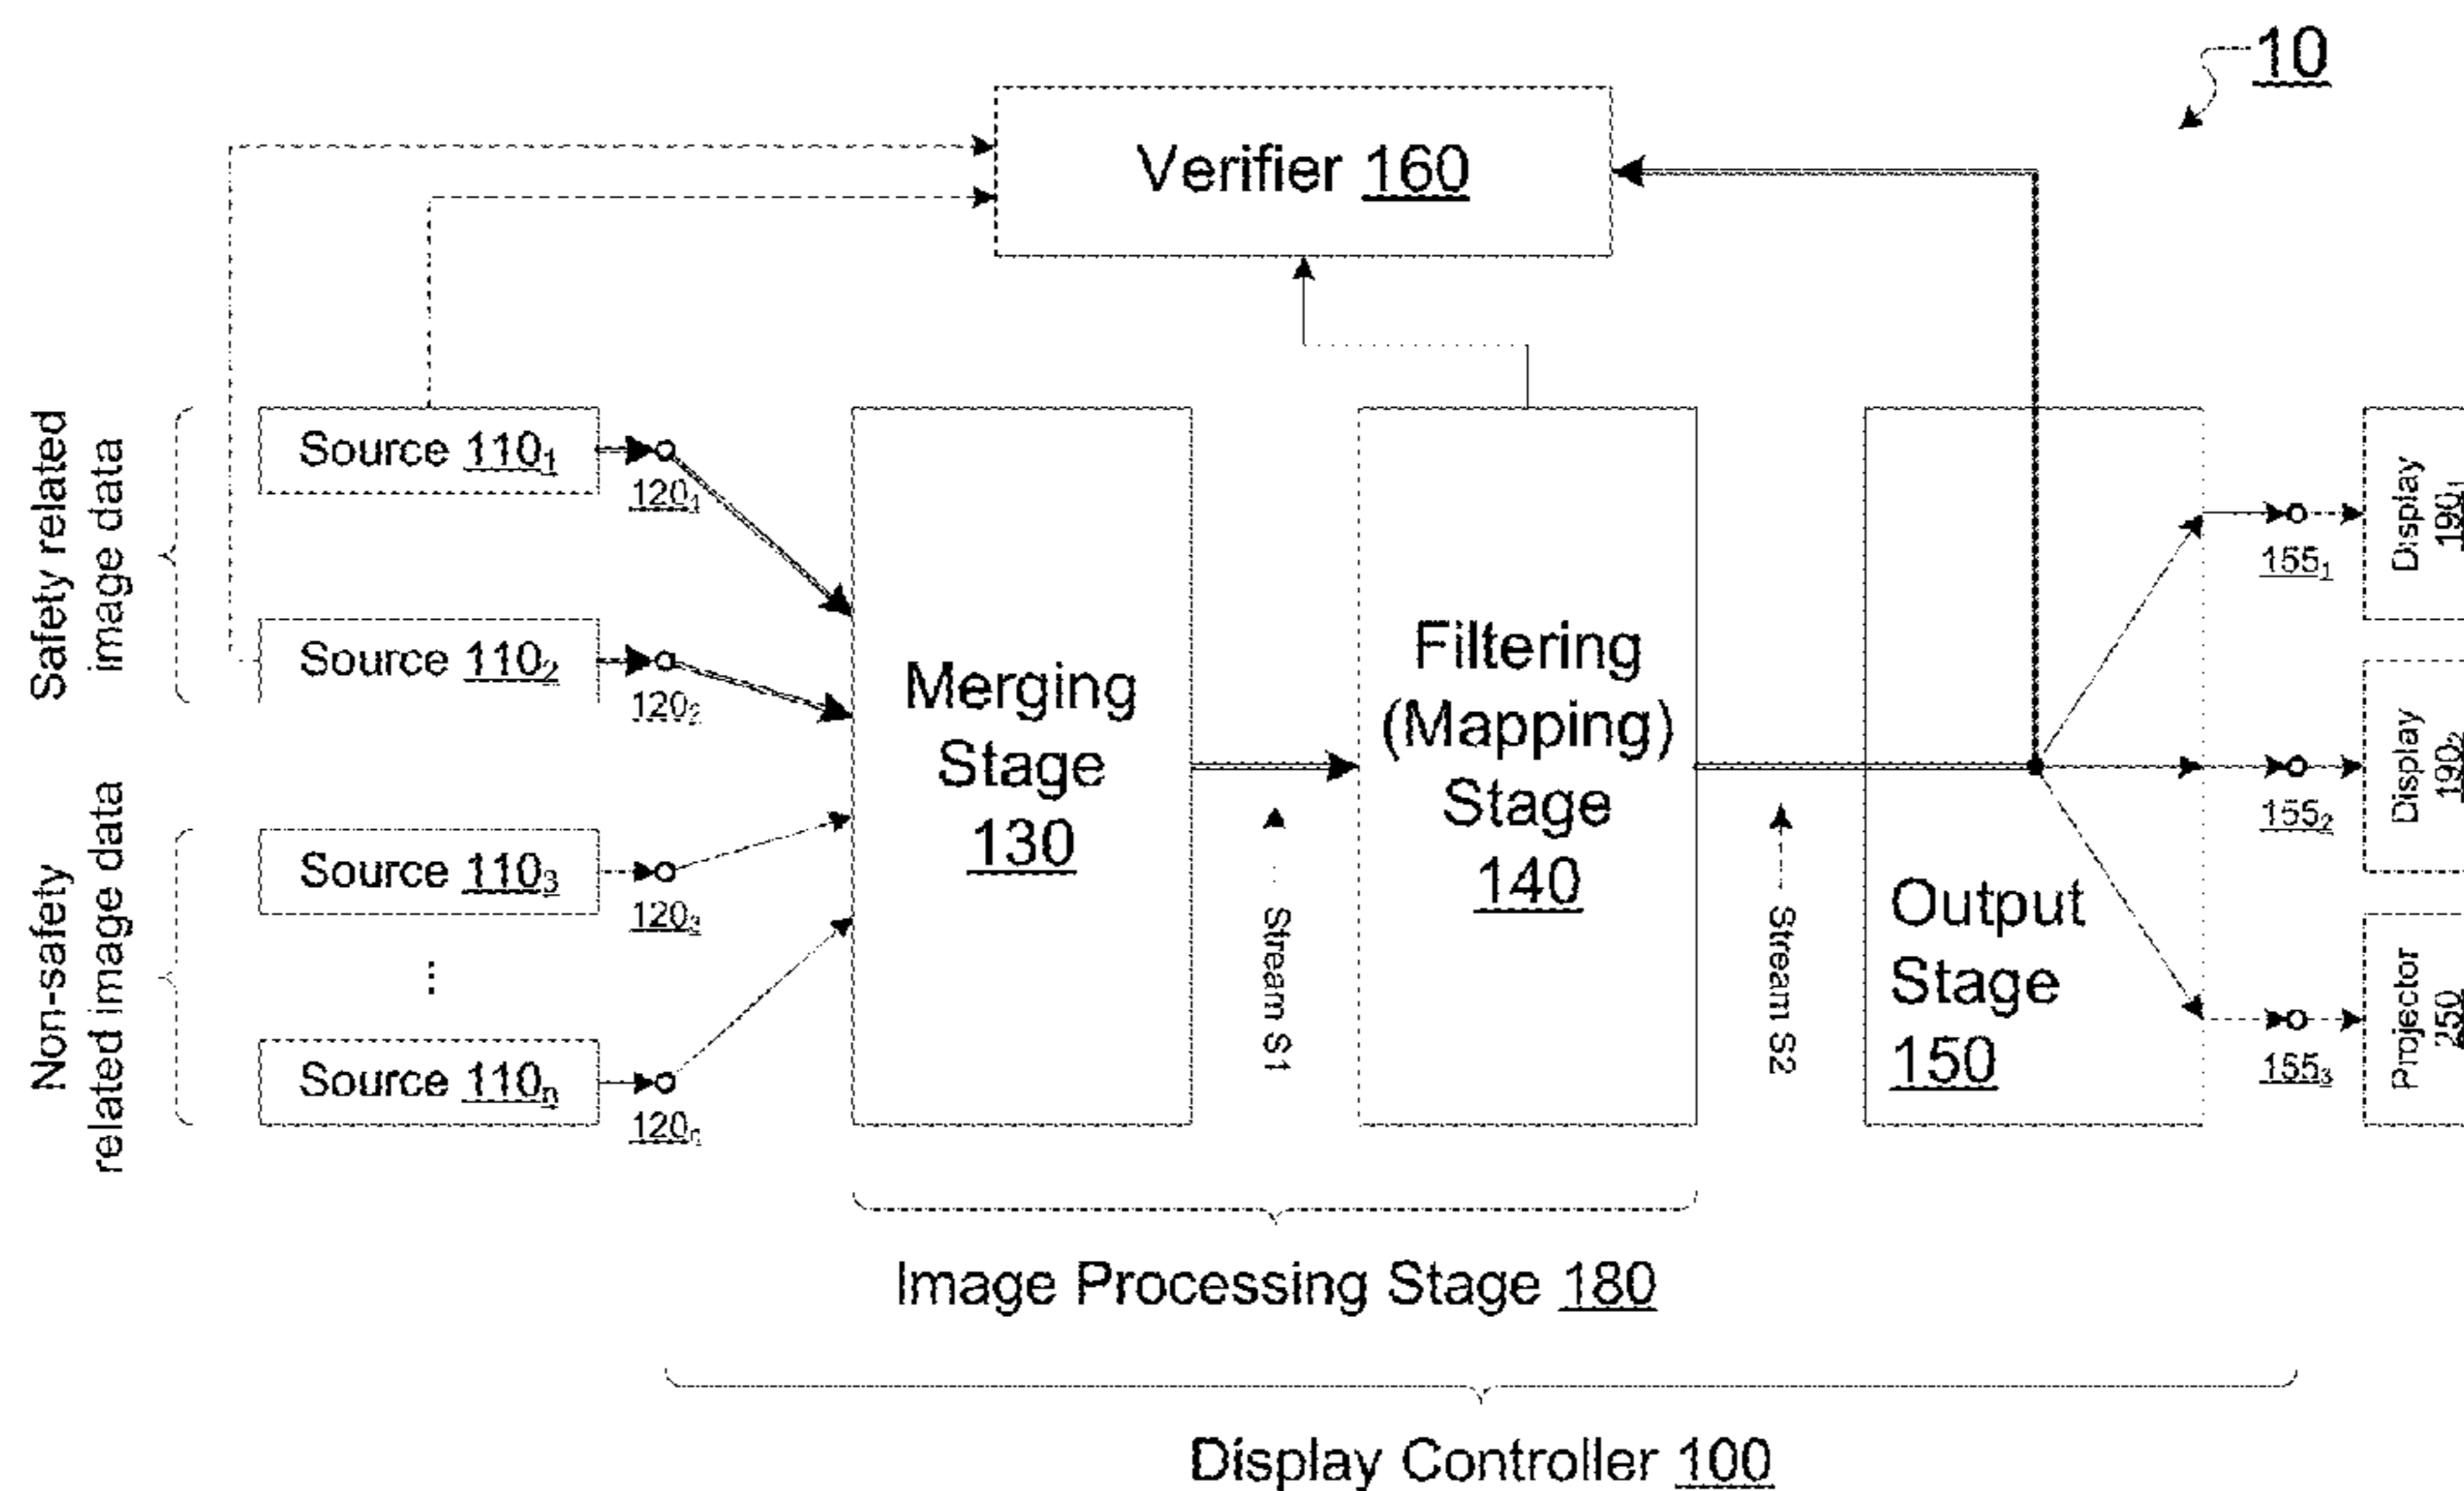 10
Verifier 160
Safety related
image data
Source 110₁
120₁
Source 110₂
120₂
Non-safety
related image data
Source 110₃
120₃
⋮
Source 110ₙ
120ₙ
Merging
Stage
130
Stream S1
Filtering
(Mapping)
Stage
140
Stream S2
Output
Stage
150
155₁
155₂
155₃
Display
190₁
Display
190₂
Projector
250
Image Processing Stage 180
Display Controller 100